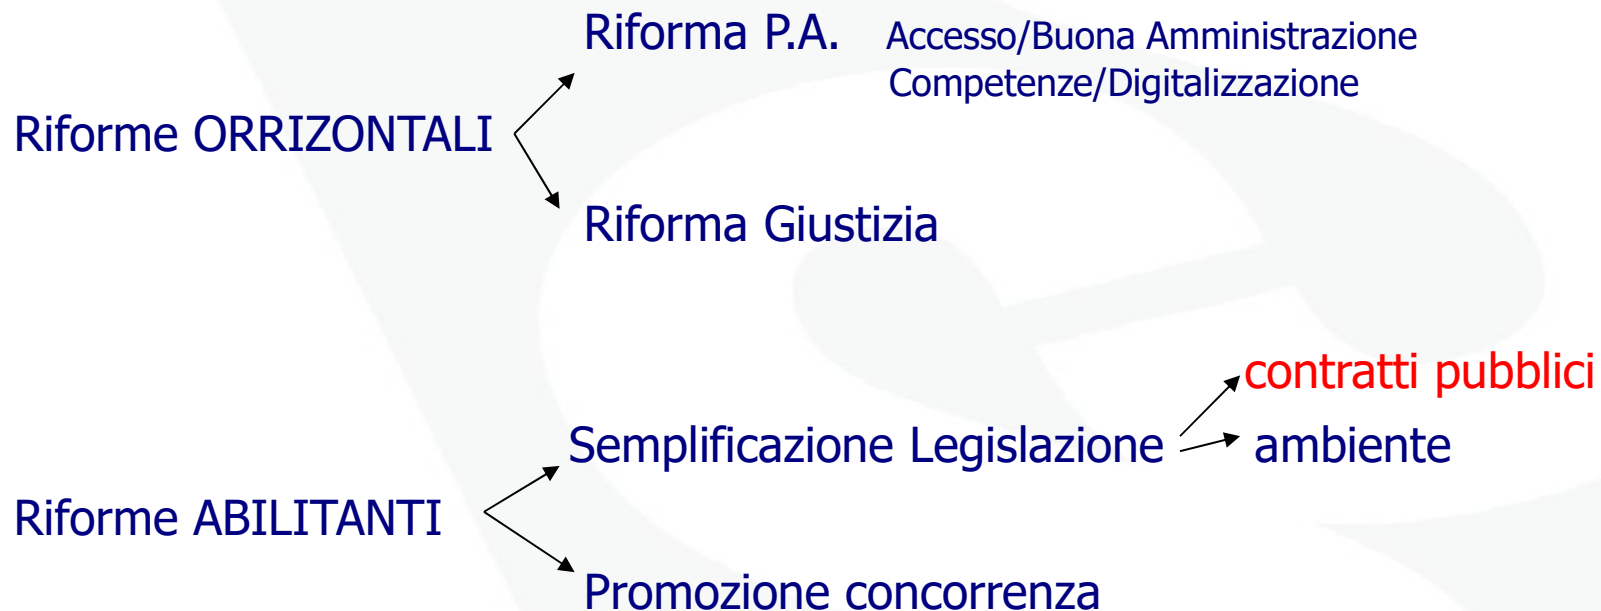 Riforma P.A. Accesso/Buona Amministrazione
Competenze/Digitalizzazione
Riforme ORRIZONTALI
Riforma Giustizia
contratti pubblici
Semplificazione Legislazione ambiente
Riforme ABILITANTI
Promozione concorrenza